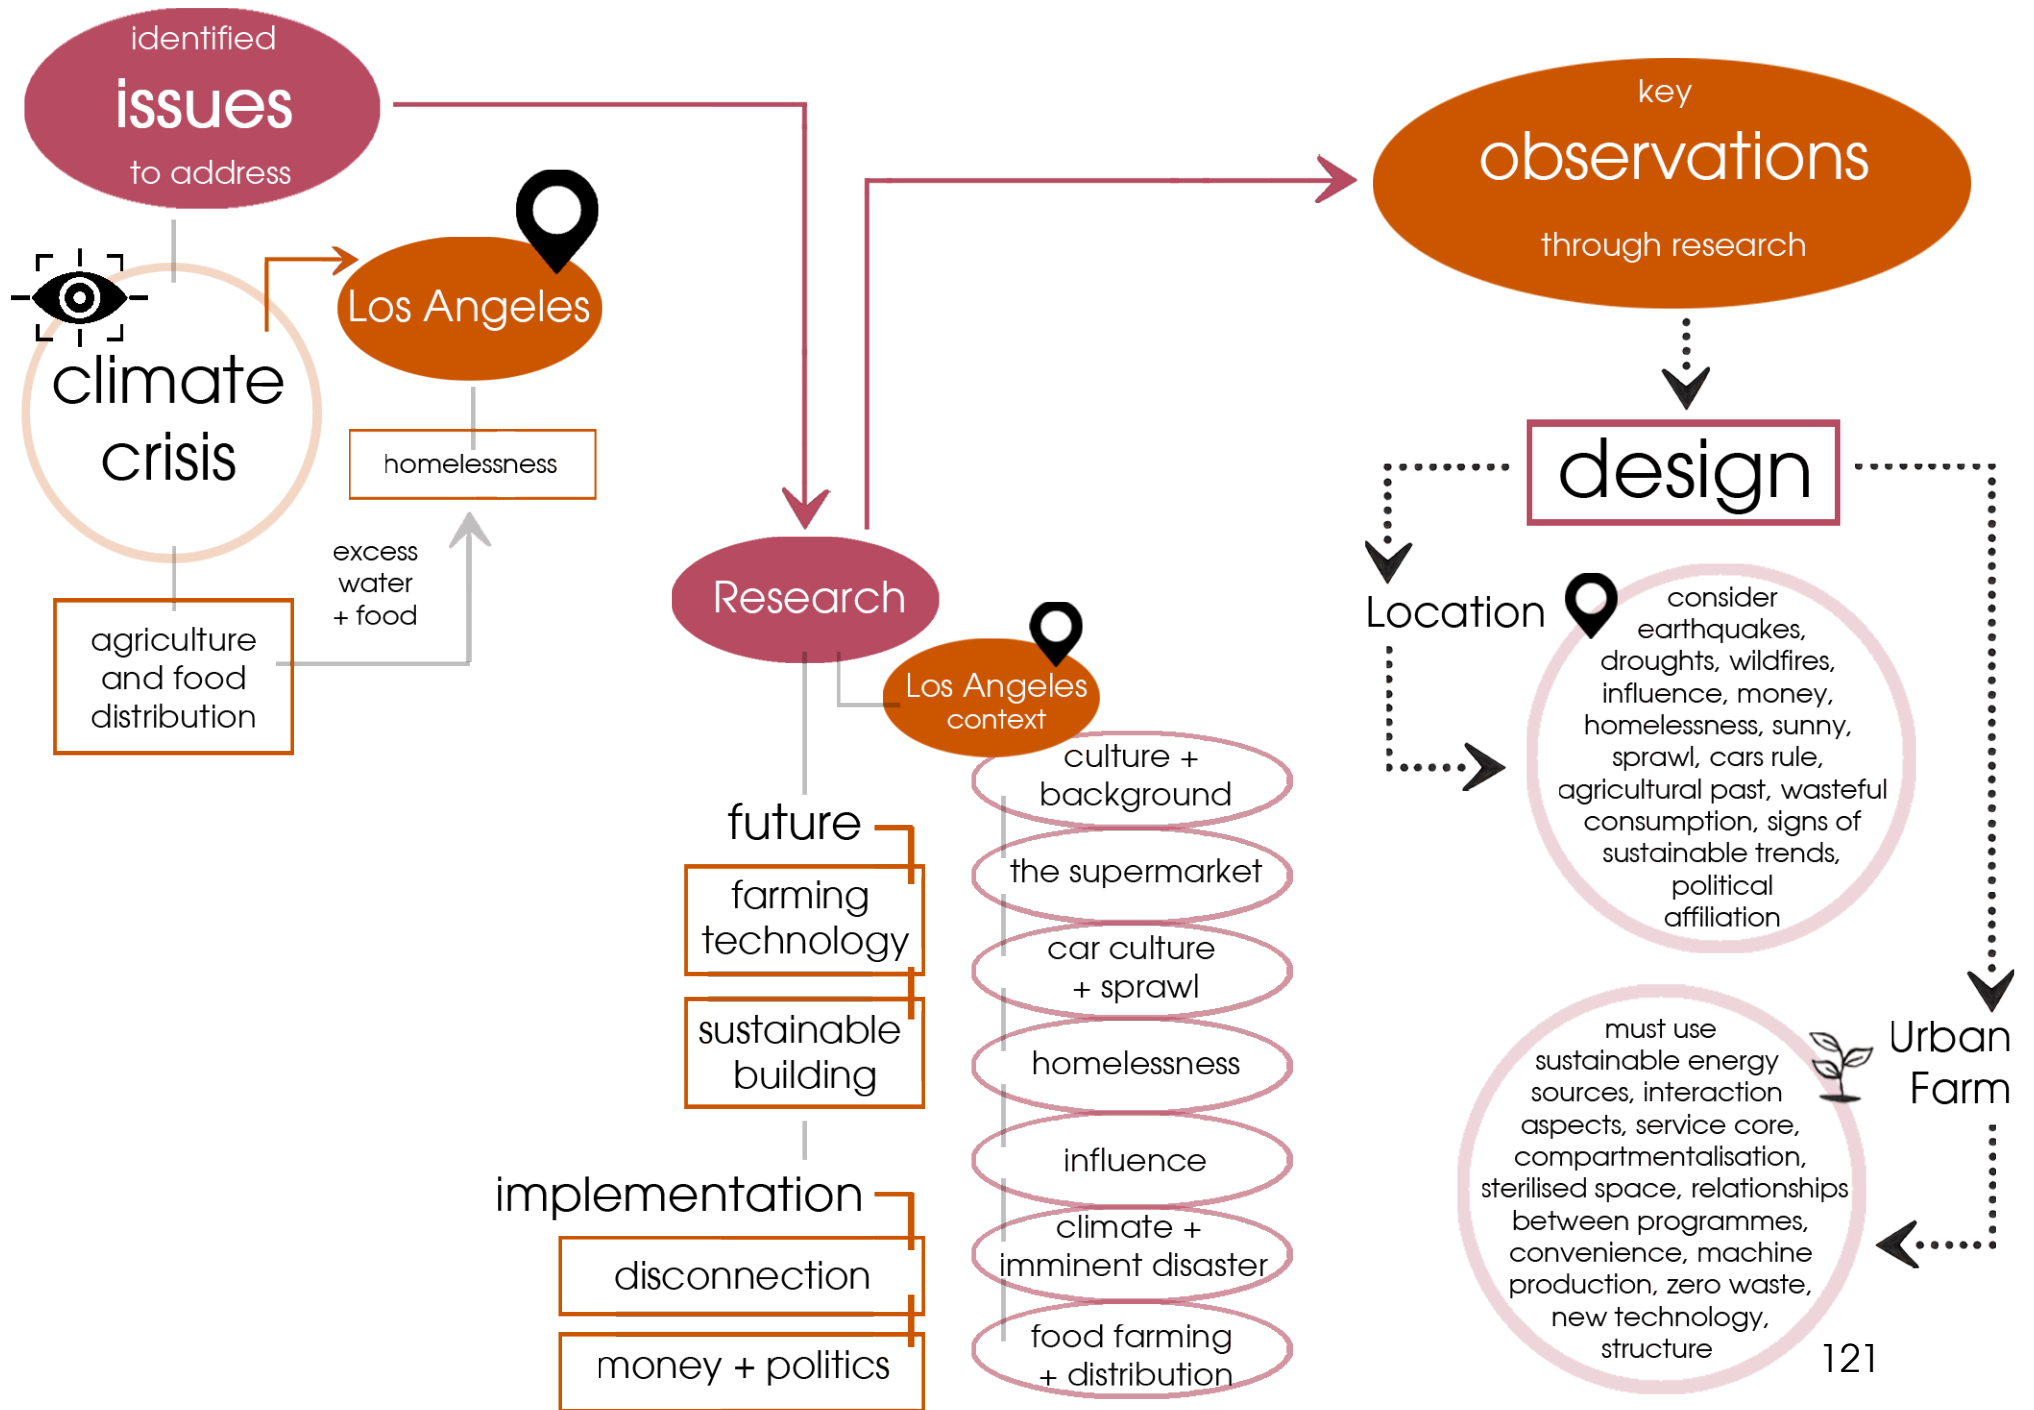 identified
issues
to address
climate
crisis
Los Angeles
homelessness
excess
water
+ food
agriculture
and food
distribution
Research
Los Angeles
context
future
farming
technology
sustainable
building
implementation
disconnection
money + politics
culture +
background
the supermarket
car culture
+ sprawl
homelessness
influence
climate +
imminent disaster
food farming
+ distribution
key
observations
through research
design
Location
consider
earthquakes,
droughts, wildfires,
influence, money,
homelessness, sunny,
sprawl, cars rule,
agricultural past, wasteful
consumption, signs of
sustainable trends,
political
affiliation
Urban
Farm
must use
sustainable energy
sources, interaction
aspects, service core,
compartmentalisation,
sterilised space, relationships
between programmes,
convenience, machine
production, zero waste,
new technology,
structure
121